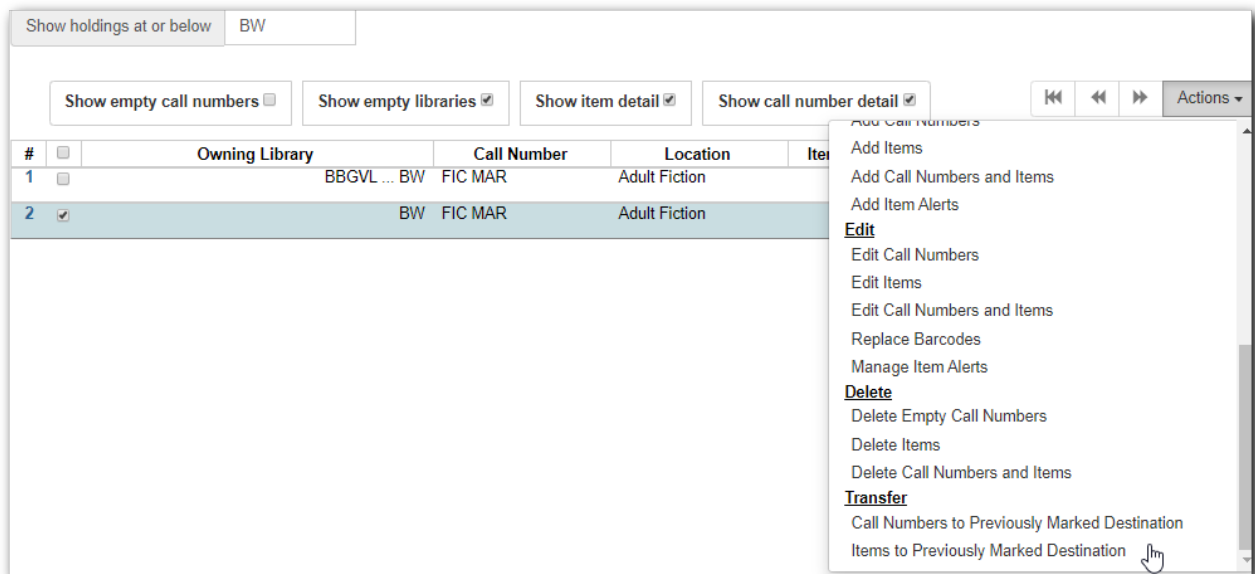 Show holdings at or below BW
Show empty call numbers Show empty libraries Show item detail Show call number detail Actions
Add Call Numbers
# Owning Library Call Number Location
1 BBGVL ... BW FIC MAR Adult Fiction
2 BW FIC MAR Adult Fiction
Add Items
Add Call Numbers and Items
Add Item Alerts
Edit
Edit Call Numbers
Edit Items
Edit Call Numbers and Items
Replace Barcodes
Manage Item Alerts
Delete
Delete Empty Call Numbers
Delete Items
Delete Call Numbers and Items
Transfer
Call Numbers to Previously Marked Destination
Items to Previously Marked Destination